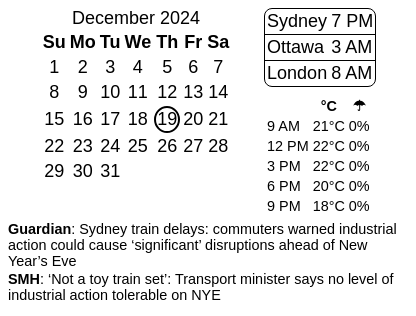 December 2024
Su Mo Tu We Th Fr Sa
1 2 3 4 5 6 7
8 9 10 11 12 13 14
15 16 17 18 19 20 21
22 23 24 25 26 27 28
29 30 31
Sydney 7 PM
Ottawa 3 AM
London 8 AM
°C ☂
9 AM 21°C 0%
12 PM 22°C 0%
3 PM 22°C 0%
6 PM 20°C 0%
9 PM 18°C 0%
Guardian: Sydney train delays: commuters warned industrial
action could cause ‘significant’ disruptions ahead of New
Year’s Eve
SMH: ‘Not a toy train set’: Transport minister says no level of
industrial action tolerable on NYE